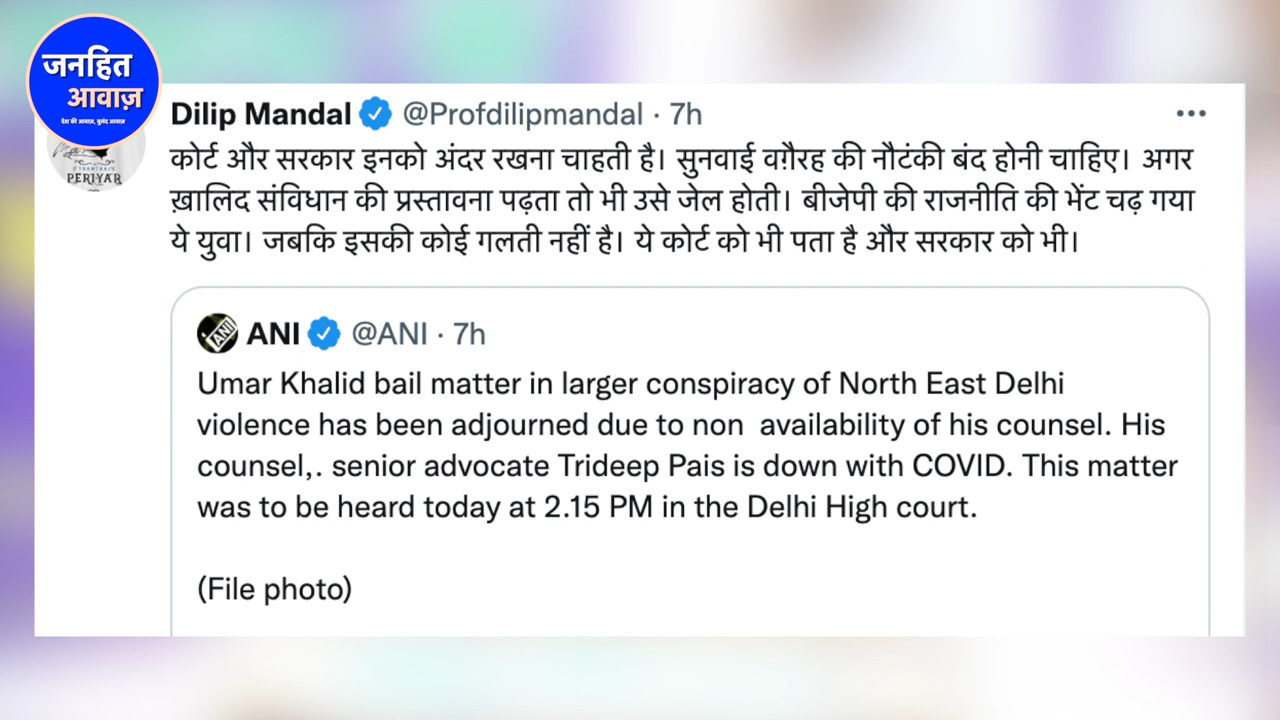 जनहित
आवाज़
देश की आवाज़, बुलंद आवाज़
PERIYAR
Dilip Mandal @Profdilipmandal · 7h
कोर्ट और सरकार इनको अंदर रखना चाहती है। सुनवाई वग़ैरह की नौटंकी बंद होनी चाहिए। अगर
ख़ालिद संविधान की प्रस्तावना पढ़ता तो भी उसे जेल होती। बीजेपी की राजनीति की भेंट चढ़ गया
ये युवा। जबकि इसकी कोई गलती नहीं है। ये कोर्ट को भी पता है और सरकार को भी।
ANI @ANI · 7h
Umar Khalid bail matter in larger conspiracy of North East Delhi
violence has been adjourned due to non  availability of his counsel. His
counsel,. senior advocate Trideep Pais is down with COVID. This matter
was to be heard today at 2.15 PM in the Delhi High court.
(File photo)